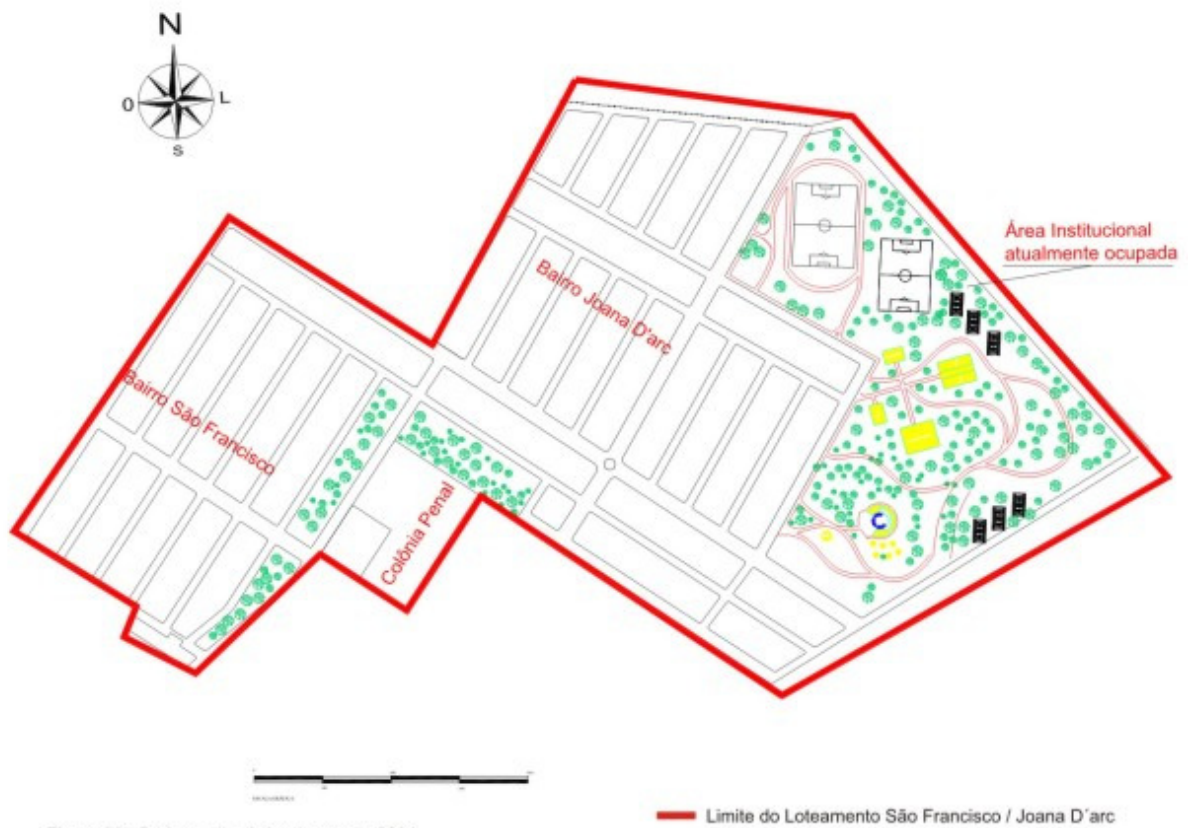 N
O
L
S
Área Institucional
atualmente ocupada
Bairro Joana D'arc
Bairro São Francisco
Colônia Penal
Limite do Loteamento São Francisco / Joana D´arc